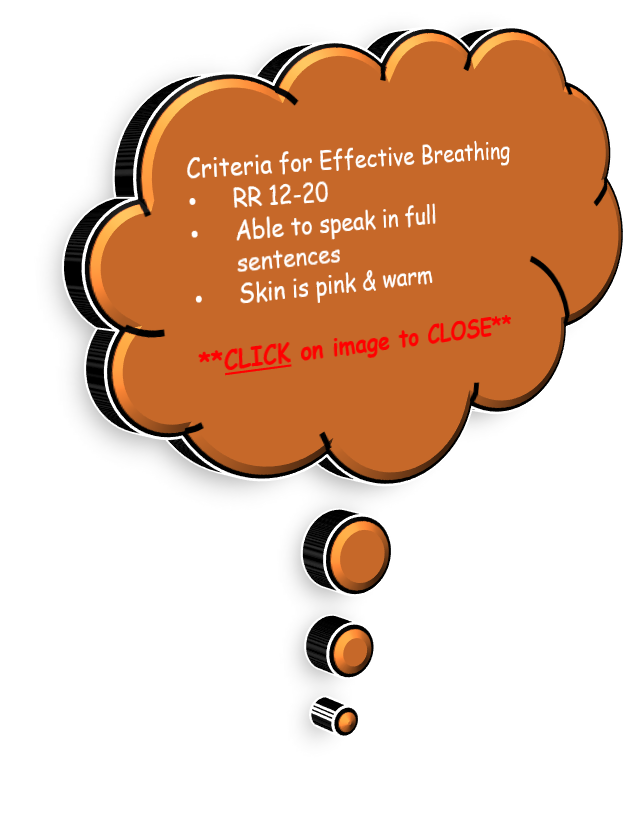 Criteria for Effective Breathing
• RR 12-20
• Able to speak in full
sentences
• Skin is pink & warm
**CLICK on image to CLOSE**